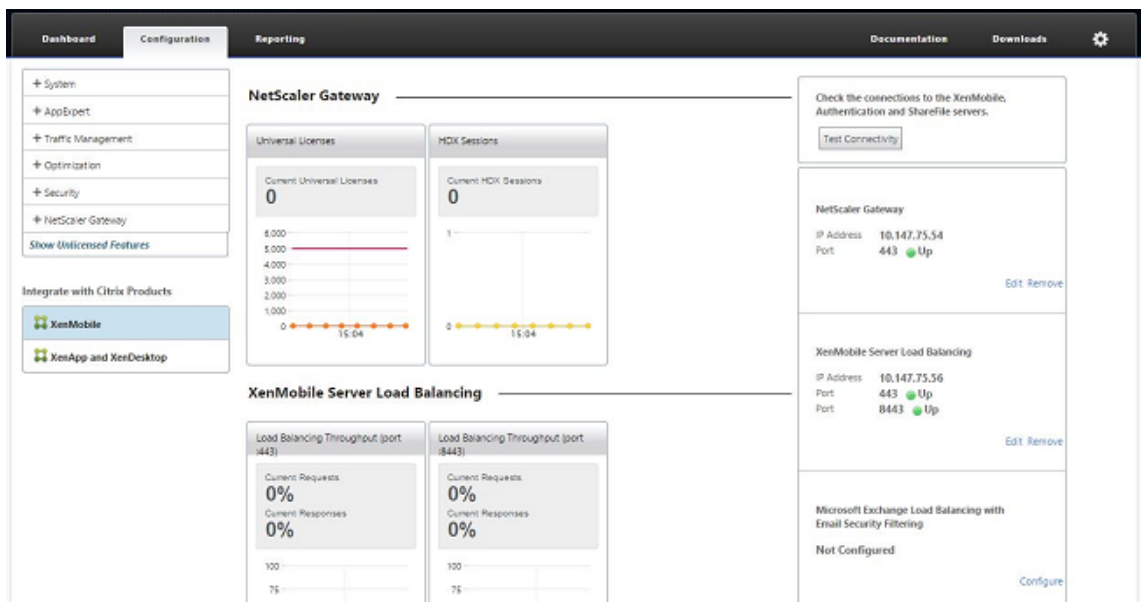 Dashboard
Configuration
Reporting
Documentation
Downloads
+ System
+ AppExpert
+ Traffic Management
+ Optimization
+ Security
+ NetScaler Gateway
Show Unlicensed Features
Integrate with Citrix Products
XenMobile
XenApp and XenDesktop
NetScaler Gateway
Universal Licenses
Current Universal Licenses
0
6,000
5,000
4,000
3,000
2,000
1,000
0
15:04
HDX Sessions
Current HDX Sessions
0
1
0
15:04
XenMobile Server Load Balancing
Load Balancing Throughput (port
:443)
Current Requests
0%
Current Responses
0%
100
75
Load Balancing Throughput (port
:8443)
Current Requests
0%
Current Responses
0%
100
75
Check the connections to the XenMobile,
Authentication and ShareFile servers.
Test Connectivity
NetScaler Gateway
IP Address 10.147.75.54
Port 443 Up
Edit Remove
XenMobile Server Load Balancing
IP Address 10.147.75.56
Port 443 Up
Port 8443 Up
Edit Remove
Microsoft Exchange Load Balancing with
Email Security Filtering
Not Configured
Configure